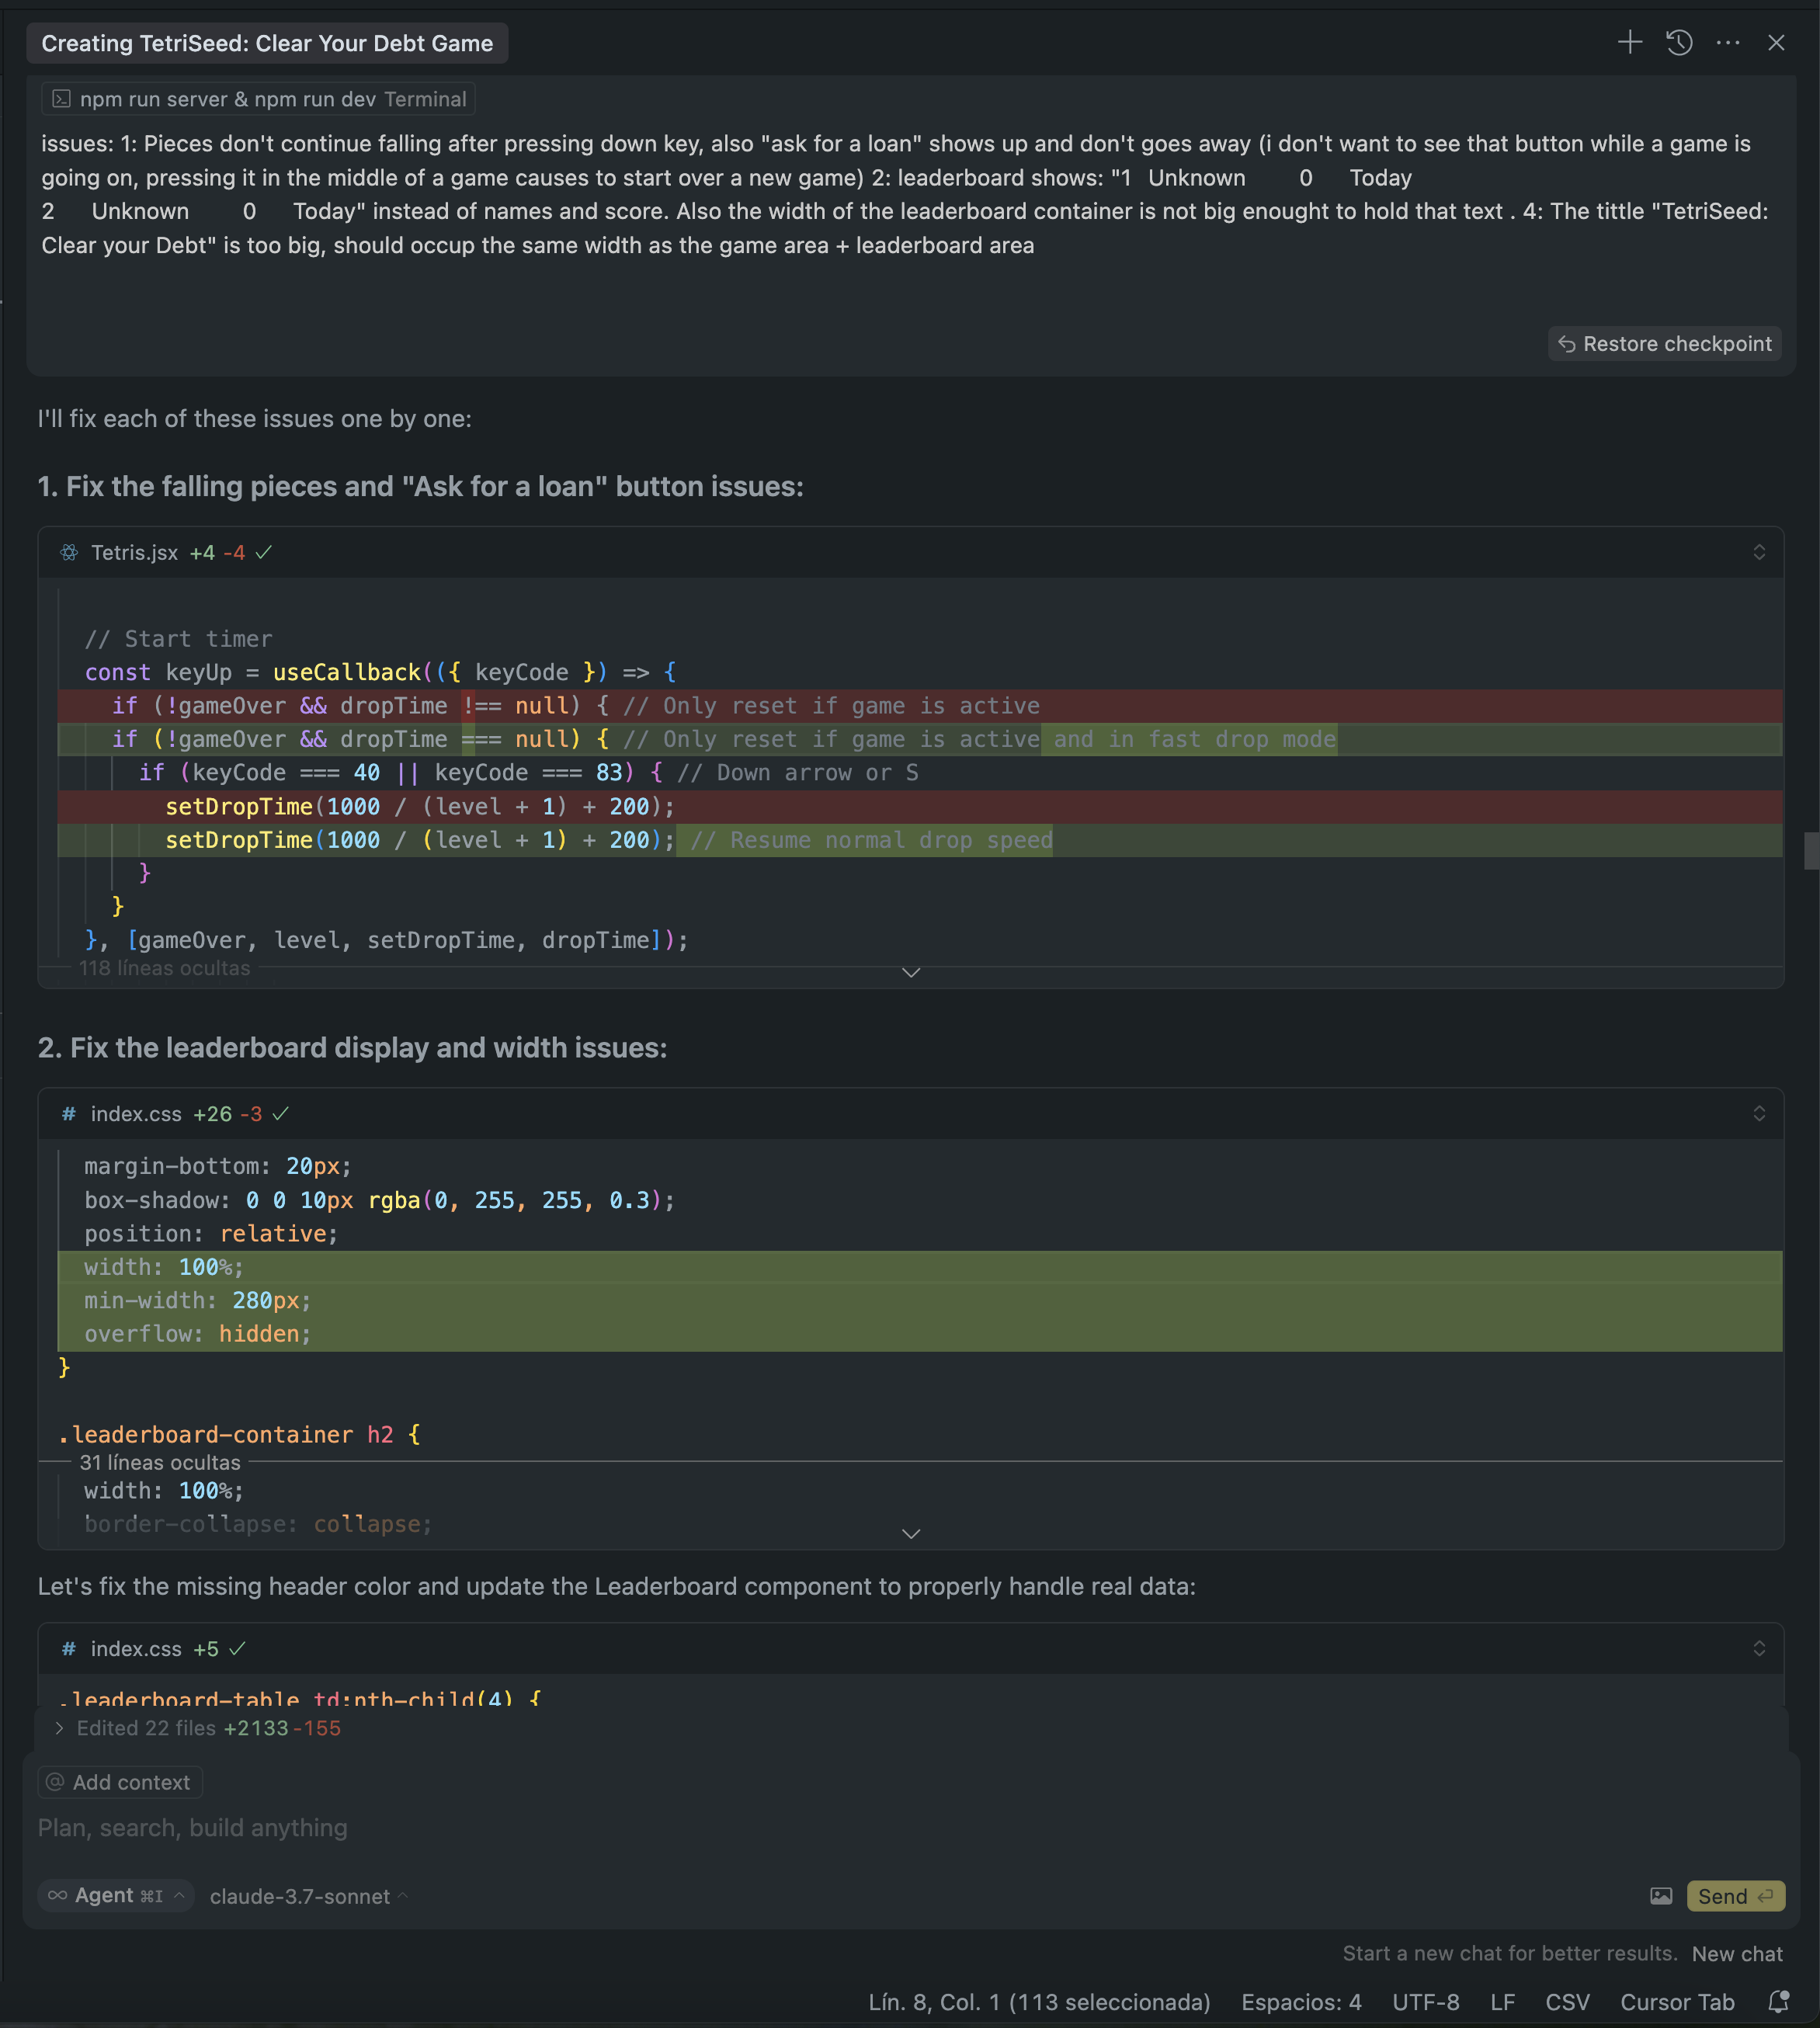 Creating TetriSeed: Clear Your Debt Game
npm run server & npm run dev Terminal
issues: 1: Pieces don't continue falling after pressing down key, also "ask for a loan" shows up and don't goes away (i don't want to see that button while a game is
going on, pressing it in the middle of a game causes to start over a new game) 2: leaderboard shows: "1 Unknown 0 Today
2 Unknown 0 Today" instead of names and score. Also the width of the leaderboard container is not big enought to hold that text . 4: The tittle "TetriSeed:
Clear your Debt" is too big, should occup the same width as the game area + leaderboard area
Restore checkpoint
I'll fix each of these issues one by one:
1. Fix the falling pieces and "Ask for a loan" button issues:
Tetris.jsx +4 -4
// Start timer
const keyUp = useCallback(({ keyCode }) => {
if (!gameOver && dropTime !== null) { // Only reset if game is active
if (!gameOver && dropTime === null) { // Only reset if game is active and in fast drop mode
if (keyCode === 40 || keyCode === 83) { // Down arrow or S
setDropTime(1000 / (level + 1) + 200);
setDropTime(1000 / (level + 1) + 200); // Resume normal drop speed
}
}
}, [gameOver, level, setDropTime, dropTime]);
118 líneas ocultas
2. Fix the leaderboard display and width issues:
# index.css +26 -3
margin-bottom: 20px;
box-shadow: 0 0 10px rgba(0, 255, 255, 0.3);
position: relative;
width: 100%;
min-width: 280px;
overflow: hidden;
}
.leaderboard-container h2 {
31 líneas ocultas
width: 100%;
border-collapse: collapse;
Let's fix the missing header color and update the Leaderboard component to properly handle real data:
# index.css +5
.leaderboard-table td:nth-child(4) {
Edited 22 files +2133 -155
@ Add context
Plan, search, build anything
∞ Agent ⌘I claude-3.7-sonnet
Send
Start a new chat for better results. New chat
Lín. 8, Col. 1 (113 seleccionada) Espacios: 4 UTF-8 LF CSV Cursor Tab